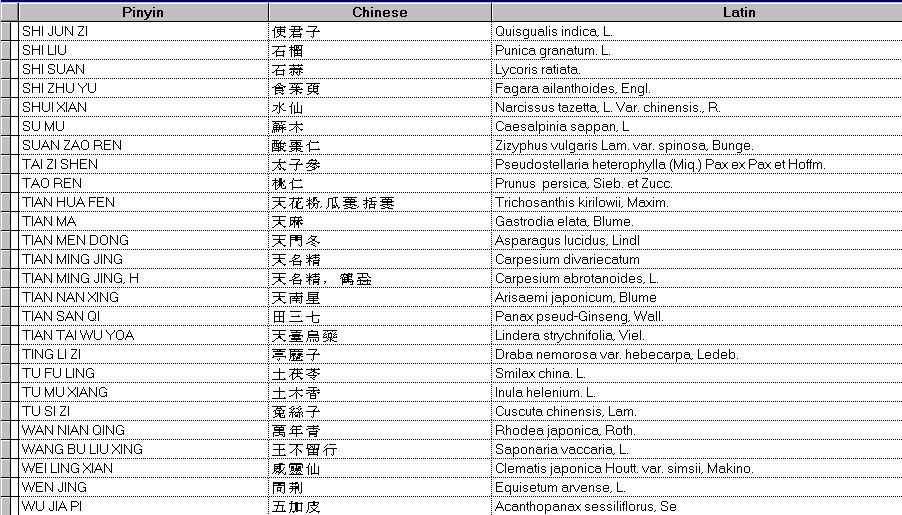 Pinyin Chinese Latin
SHI JUN ZI 使君子 Quisgualis indica, L.
SHI LIU 石榴 Punica granatum. L.
SHI SUAN 石蒜 Lycoris ratiata.
SHI ZHU YU 食茱萸 Fagara ailanthoides, Engl.
SHUI XIAN 水仙 Narcissus tazetta, L. Var. chinensis., R.
SU MU 蘇木 Caesalpinia sappan, L
SUAN ZAO REN 酸棗仁 Zizyphus vulgaris Lam. var. spinosa, Bunge.
TAI ZI SHEN 太子參 Pseudostellaria heterophylla (Miq.) Pax ex Pax et Hoffm.
TAO REN 桃仁 Prunus persica, Sieb. et Zucc.
TIAN HUA FEN 天花粉,瓜蔞,括蔞 Trichosanthis kirilowii, Maxim.
TIAN MA 天麻 Gastrodia elata, Blume.
TIAN MEN DONG 天門冬 Asparagus lucidus, Lindl
TIAN MING JING 天名精 Carpesium divariecatum
TIAN MING JING, H 天名精，鶴蝨 Carpesium abrotanoides, L.
TIAN NAN XING 天南星 Arisaemi japonicum, Blume
TIAN SAN QI 田三七 Panax pseud-Ginseng, Wall.
TIAN TAI WU YOA 天臺烏藥 Lindera strychnifolia, Viel.
TING LI ZI 葶藶子 Draba nemorosa var. hebecarpa, Ledeb.
TU FU LING 土茯苓 Smilax china. L.
TU MU XIANG 土木香 Inula helenium. L.
TU SI ZI 菟絲子 Cuscuta chinensis, Lam.
WAN NIAN QING 萬年青 Rhodea japonica, Roth.
WANG BU LIU XING 王不留行 Saponaria vaccaria, L.
WEI LING XIAN 威靈仙 Clematis japonica Houtt. var. simsii, Makino.
WEN JING 問荊 Equisetum arvense, L.
WU JIA PI 五加皮 Acanthopanax sessiliflorus, Se